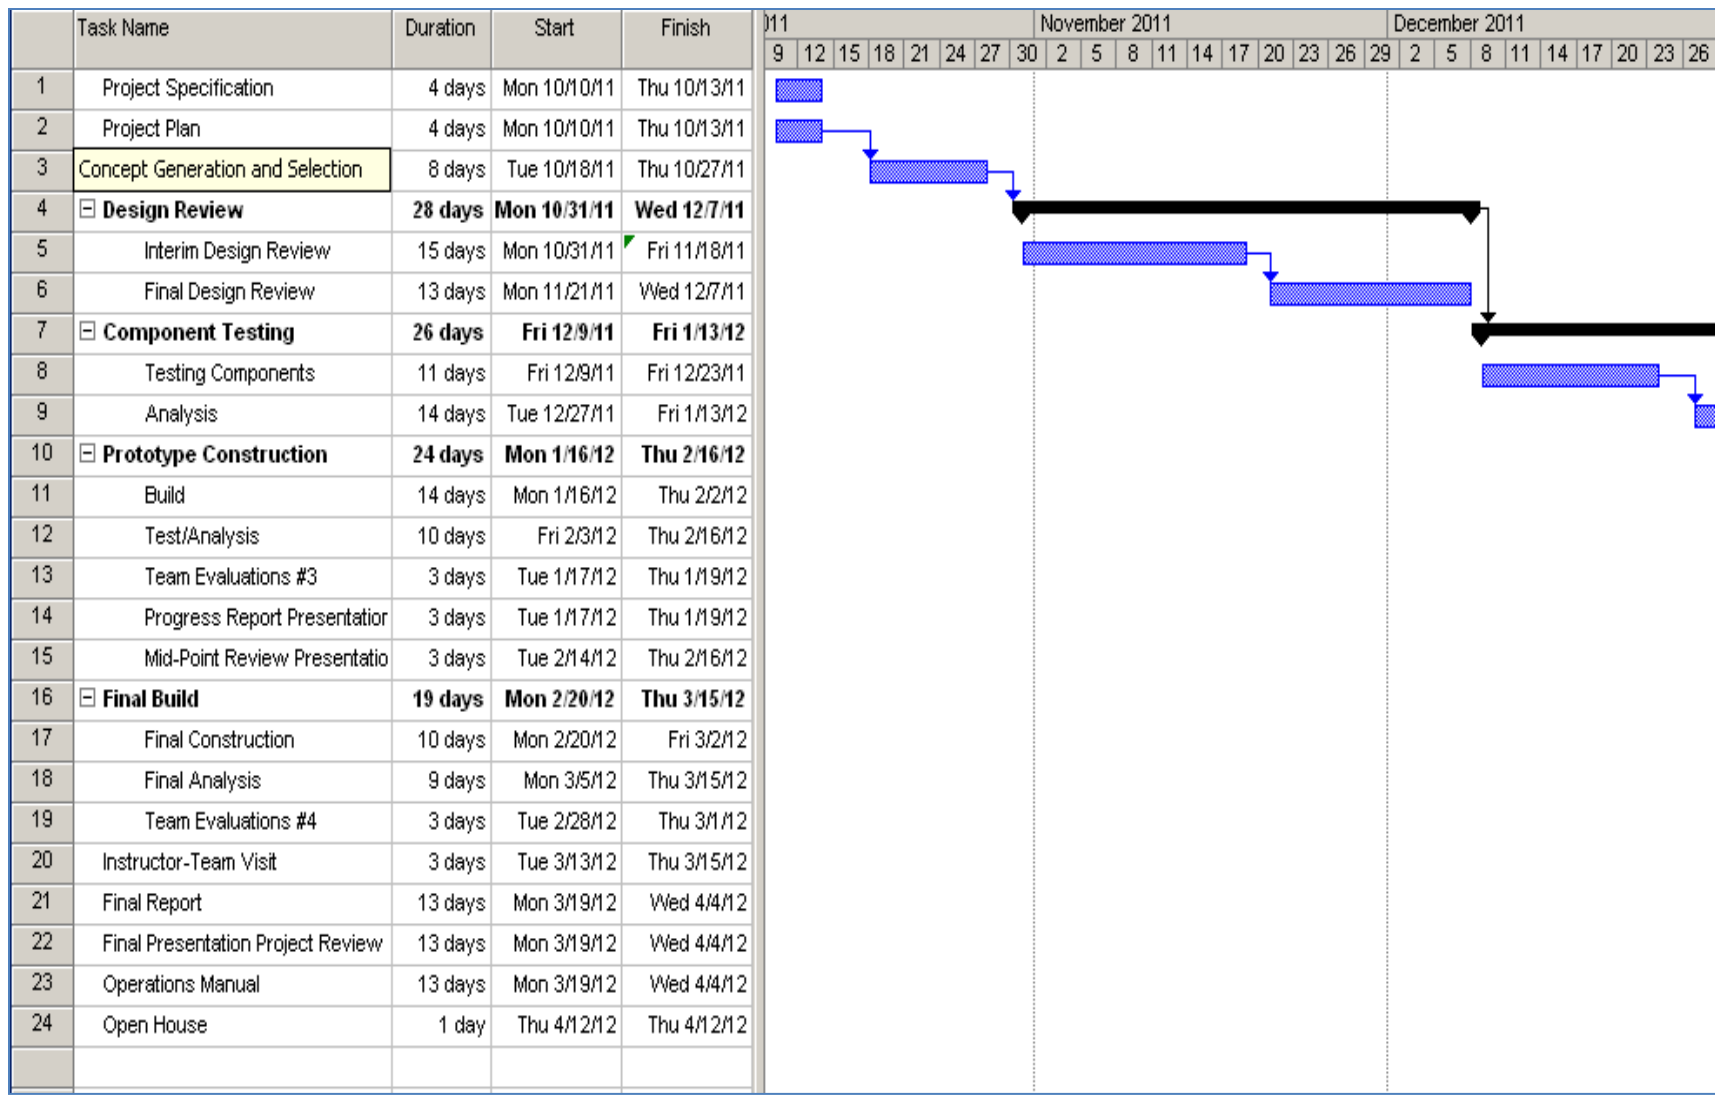 Task Name Duration Start Finish 011 November 2011 December 2011
9 12 15 18 21 24 27 30 2 5 8 11 14 17 20 23 26 29 2 5 8 11 14 17 20 23 26
1 Project Specification 4 days Mon 10/10/11 Thu 10/13/11
2 Project Plan 4 days Mon 10/10/11 Thu 10/13/11
3 Concept Generation and Selection 8 days Tue 10/18/11 Thu 10/27/11
4 Design Review 28 days Mon 10/31/11 Wed 12/7/11
5 Interim Design Review 15 days Mon 10/31/11 Fri 11/18/11
6 Final Design Review 13 days Mon 11/21/11 Wed 12/7/11
7 Component Testing 26 days Fri 12/9/11 Fri 1/13/12
8 Testing Components 11 days Fri 12/9/11 Fri 12/23/11
9 Analysis 14 days Tue 12/27/11 Fri 1/13/12
10 Prototype Construction 24 days Mon 1/16/12 Thu 2/16/12
11 Build 14 days Mon 1/16/12 Thu 2/2/12
12 Test/Analysis 10 days Fri 2/3/12 Thu 2/16/12
13 Team Evaluations #3 3 days Tue 1/17/12 Thu 1/19/12
14 Progress Report Presentation 3 days Tue 1/17/12 Thu 1/19/12
15 Mid-Point Review Presentatio 3 days Tue 2/14/12 Thu 2/16/12
16 Final Build 19 days Mon 2/20/12 Thu 3/15/12
17 Final Construction 10 days Mon 2/20/12 Fri 3/2/12
18 Final Analysis 9 days Mon 3/5/12 Thu 3/15/12
19 Team Evaluations #4 3 days Tue 2/28/12 Thu 3/1/12
20 Instructor-Team Visit 3 days Tue 3/13/12 Thu 3/15/12
21 Final Report 13 days Mon 3/19/12 Wed 4/4/12
22 Final Presentation Project Review 13 days Mon 3/19/12 Wed 4/4/12
23 Operations Manual 13 days Mon 3/19/12 Wed 4/4/12
24 Open House 1 day Thu 4/12/12 Thu 4/12/12